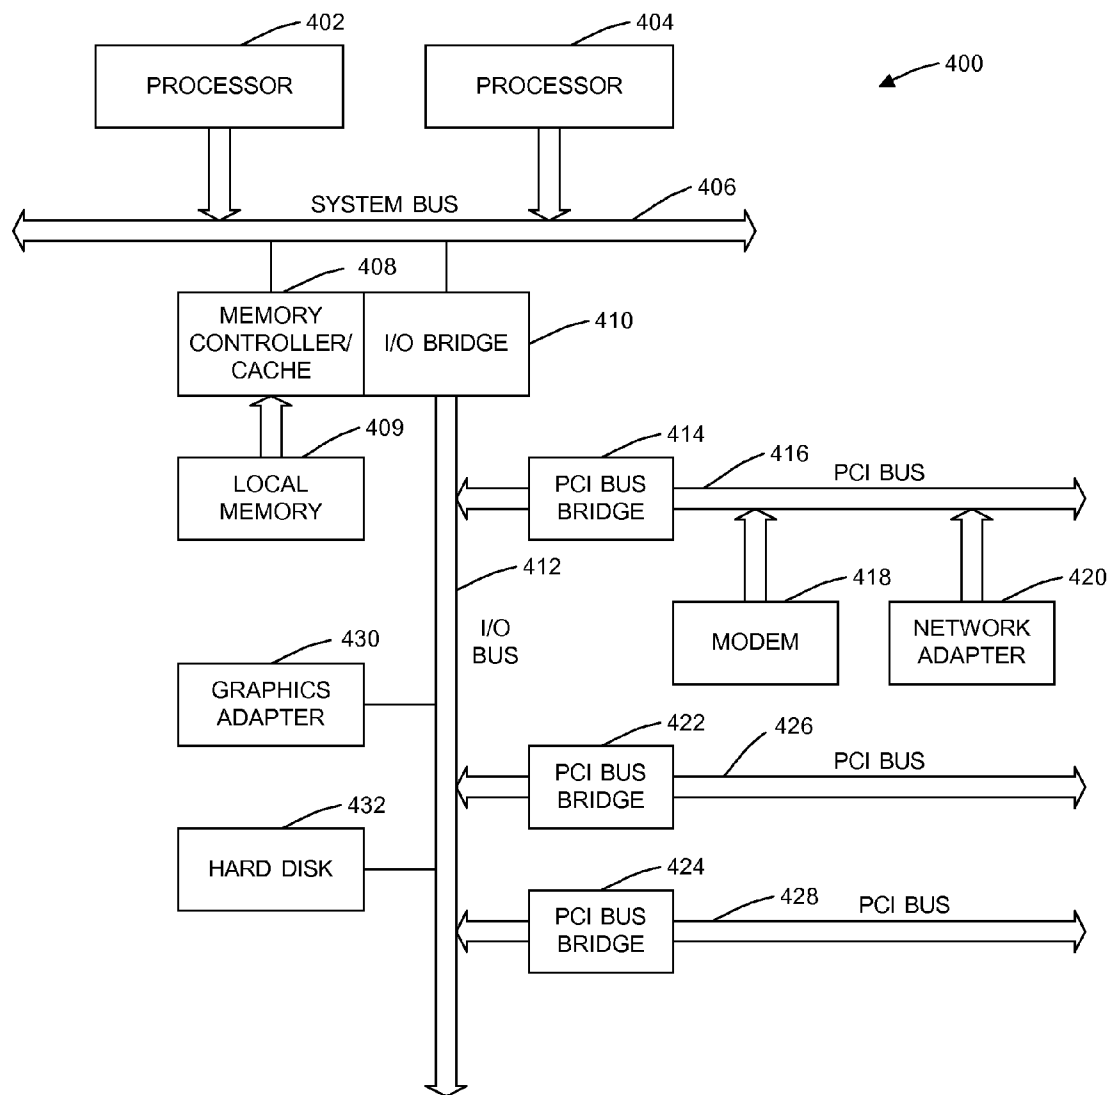 402
404
400
PROCESSOR
PROCESSOR
406
SYSTEM BUS
408
MEMORY
CONTROLLER/
CACHE
I/O BRIDGE
410
409
LOCAL
MEMORY
414
416
PCI BUS
PCI BUS
BRIDGE
412
418
420
I/O
BUS
MODEM
NETWORK
ADAPTER
430
GRAPHICS
ADAPTER
422
426
PCI BUS
PCI BUS
BRIDGE
432
HARD DISK
424
428
PCI BUS
PCI BUS
BRIDGE